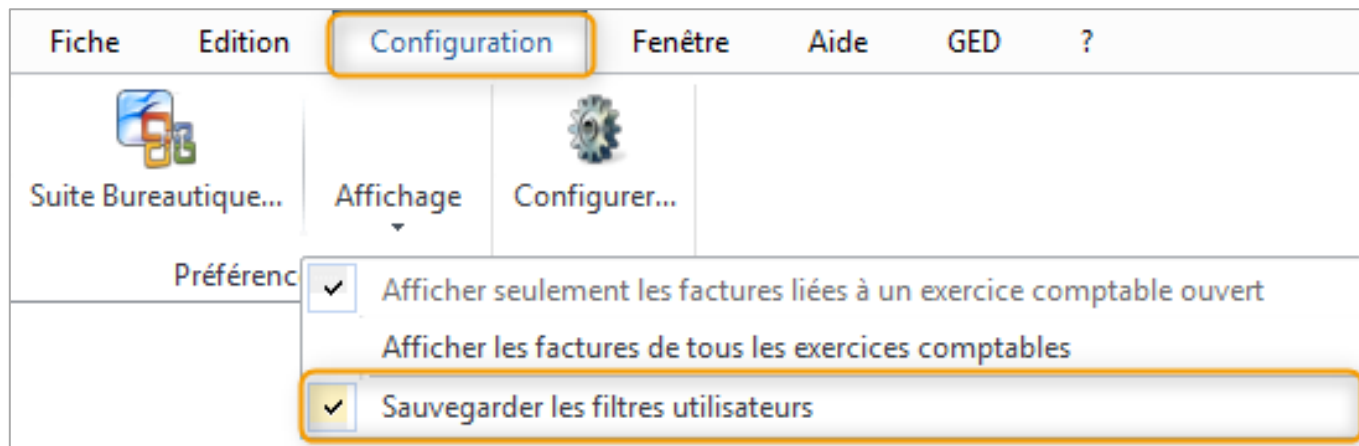 Fiche Edition Configuration Fenêtre Aide GED ?
Suite Bureautique... Affichage Configurer...
Préférenc
Afficher seulement les factures liées à un exercice comptable ouvert
Afficher les factures de tous les exercices comptables
Sauvegarder les filtres utilisateurs